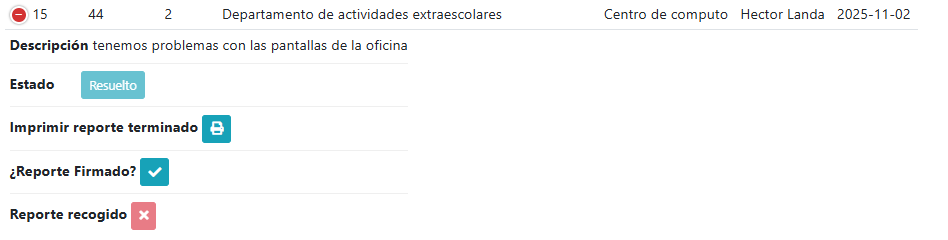 15 44 2 Departamento de actividades extraescolares Centro de computo Hector Landa 2025-11-02
Descripción tenemos problemas con las pantallas de la oficina
Estado Resuelto
Imprimir reporte terminado
¿Reporte Firmado?
Reporte recogido